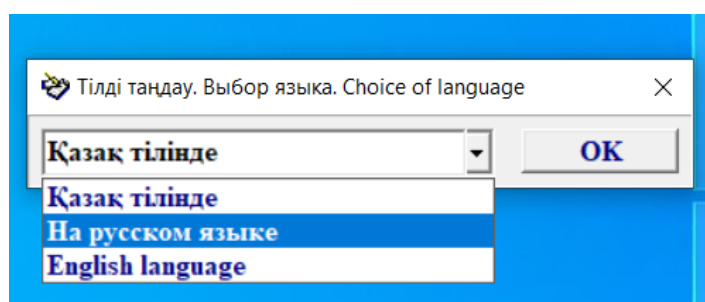 Тілді таңдау. Выбор языка. Choice of language
Қазақ тілінде
OK
Қазақ тілінде
На русском языке
English language